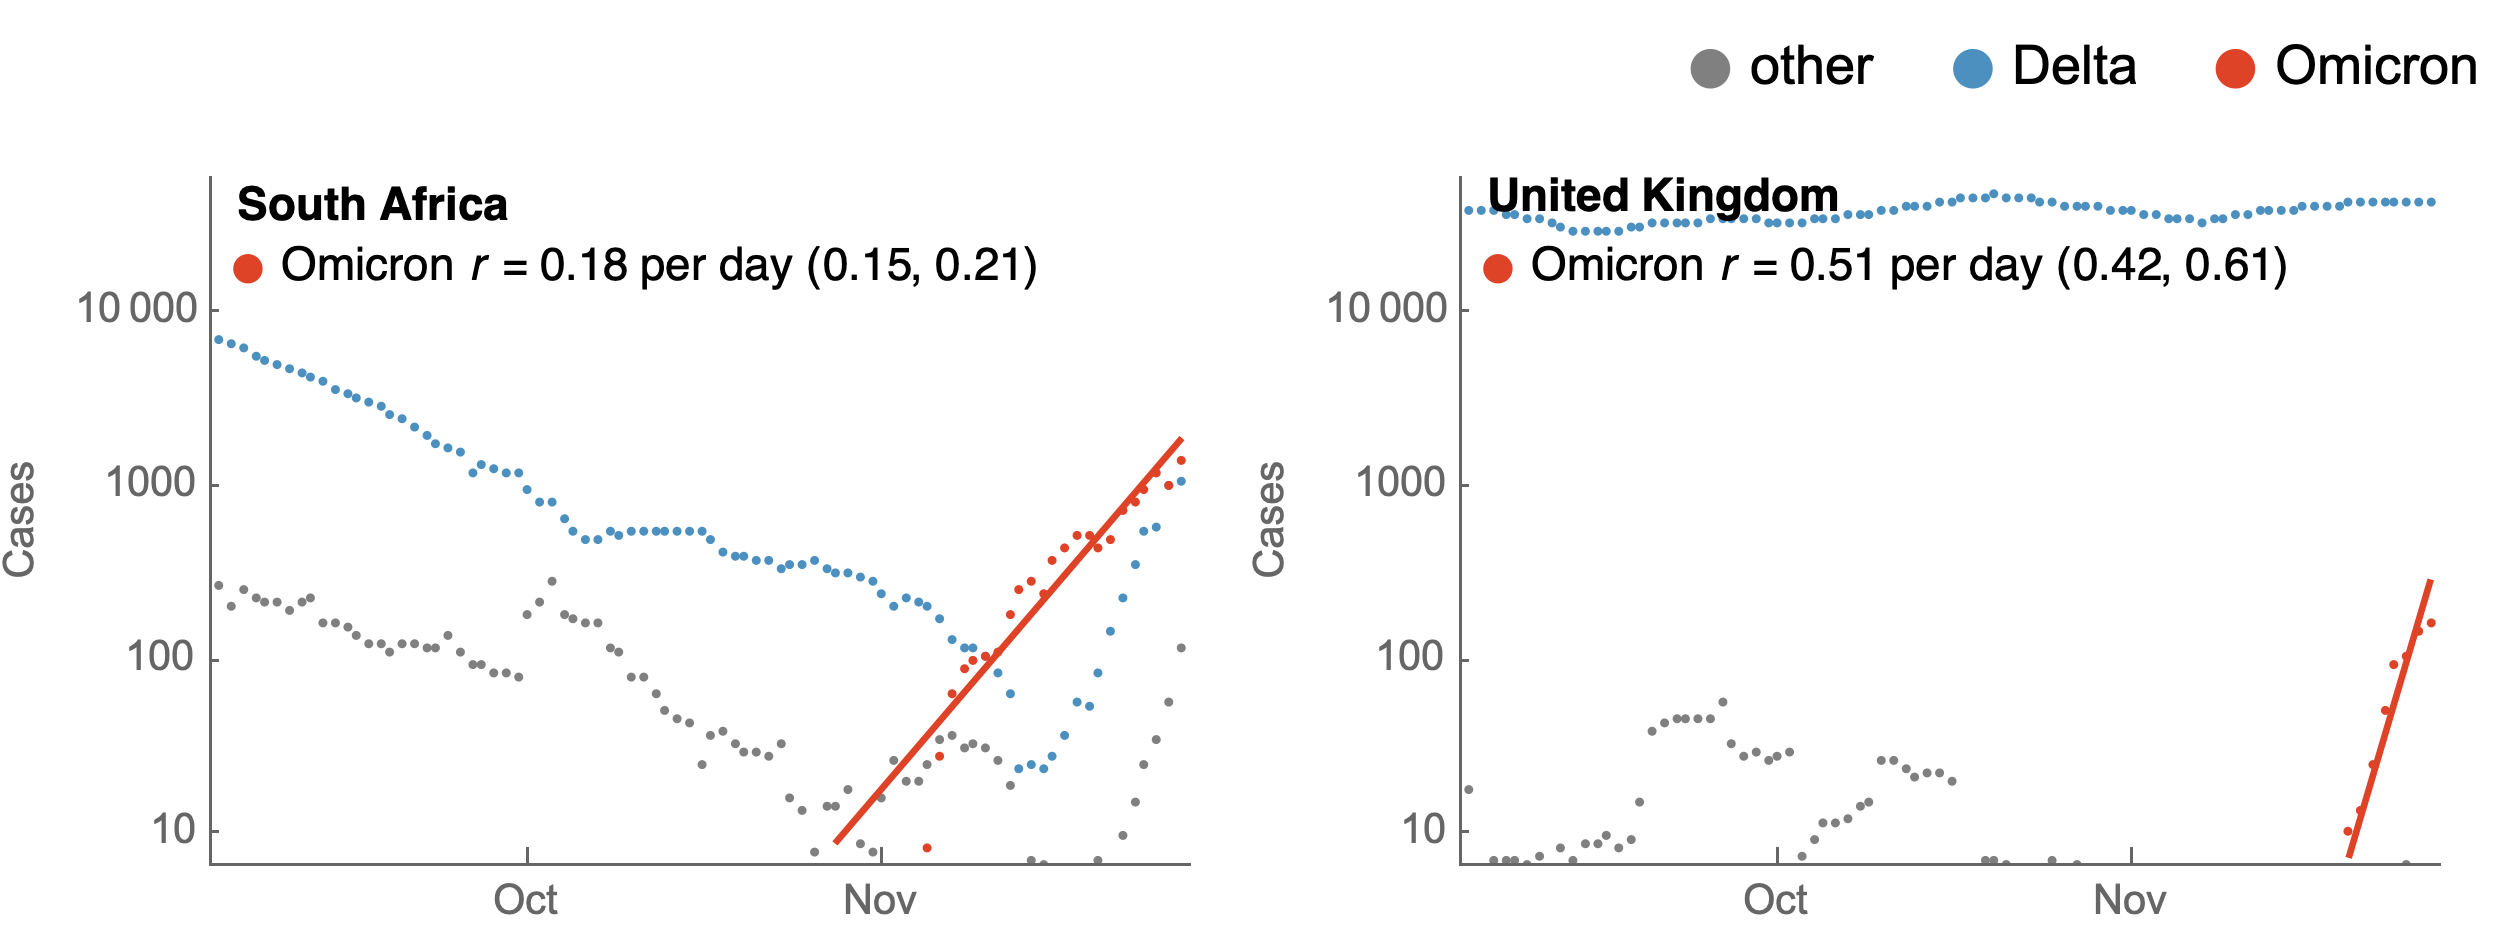 other Delta Omicron
South Africa
Omicron r = 0.18 per day (0.15, 0.21)
10 000
1000
100
10
Cases
Oct Nov
United Kingdom
Omicron r = 0.51 per day (0.42, 0.61)
10 000
1000
100
10
Cases
Oct Nov